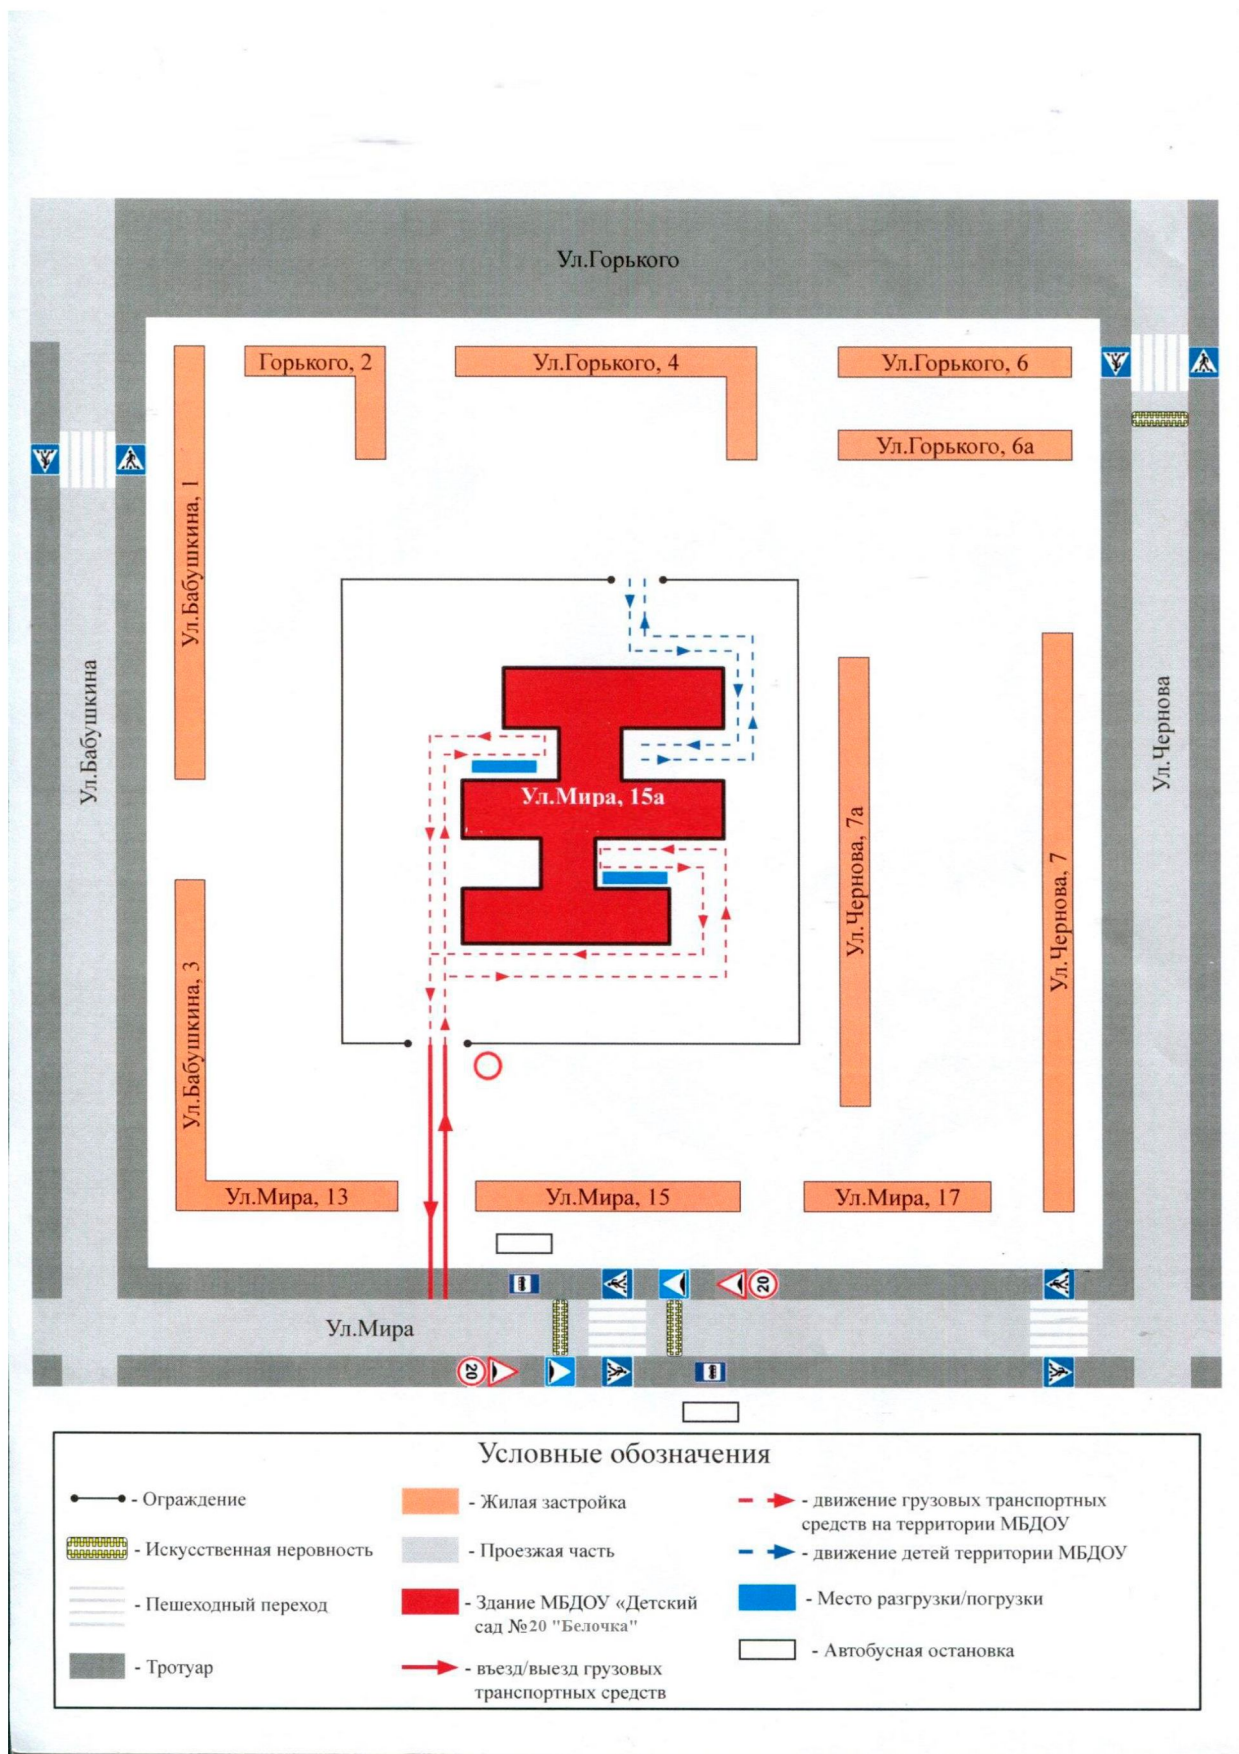 Ул.Горького
Горького, 2
Ул.Горького, 4
Ул.Горького, 6
Ул.Горького, 6а
Ул.Бабушкина, 1
Ул.Бабушкина
Ул.Чернова
Ул.Мира, 15а
Ул.Чернова, 7а
Ул.Чернова, 7
Ул.Бабушкина, 3
Ул.Мира, 13
Ул.Мира, 15
Ул.Мира, 17
20
Ул.Мира
20
Условные обозначения
- Ограждение
- Искусственная неровность
- Пешеходный переход
- Тротуар
- Жилая застройка
- Проезжая часть
- Здание МБДОУ «Детский
сад №20 "Белочка"
- въезд/выезд грузовых
транспортных средств
- движение грузовых транспортных
средств на территории МБДОУ
- движение детей территории МБДОУ
- Место разгрузки/погрузки
- Автобусная остановка